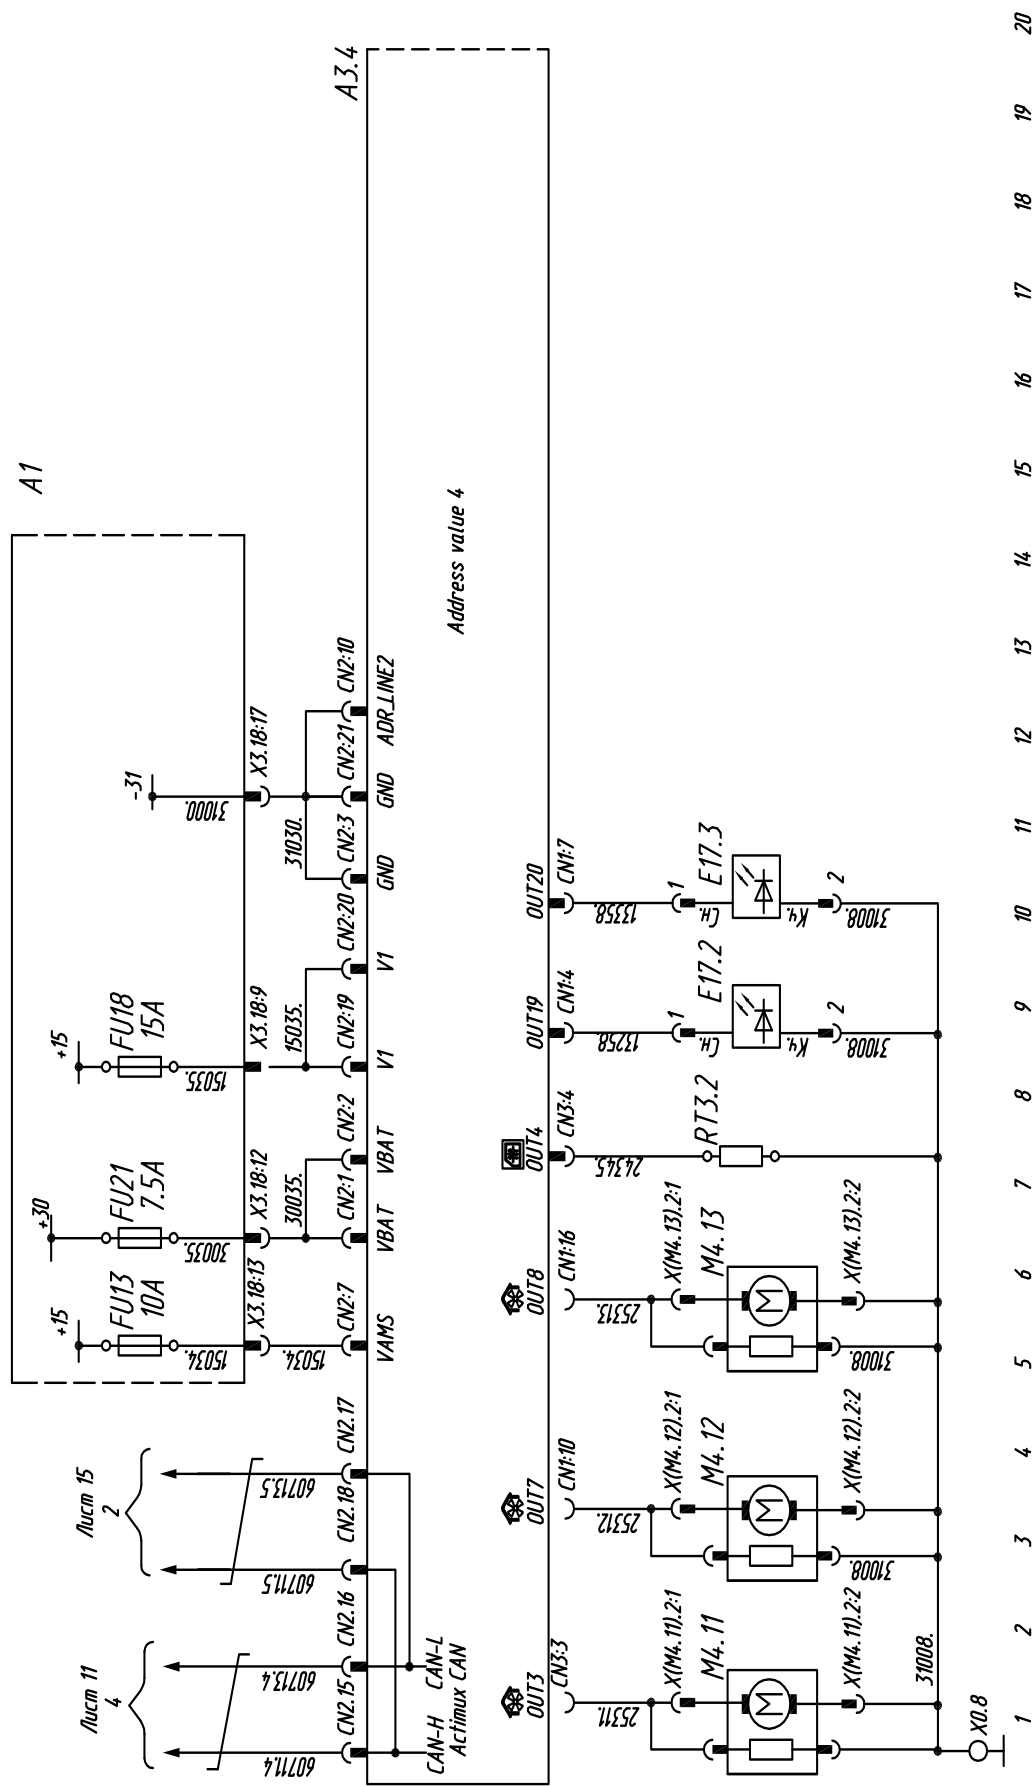 A1
+15
FU13
10A
15034.
X3.18:13
15034.
CN2:7
VAMS
+30
FU21
7.5A
30035.
X3.18:12
30035.
CN2:1
VBAT
CN2:2
VBAT
+15
FU18
15A
15035.
X3.18:9
15035.
CN2:19
V1
CN2:20
V1
-31
31000.
X3.18:17
31030.
CN2:3
GND
CN2:21
GND
CN2:10
ADR_LINE2
Лист 11
4
60711.4
60713.4
CN2.15
CN2.16
Лист 15
2
60711.5
60713.5
CN2.18
CN2.17
CAN-H
CAN-L
Actimux CAN
A3.4
Address value 4
OUT3
CN3:3
25311.
X(M4.11).2:1
M4.11
M
X(M4.11).2:2
31008.
OUT7
CN1:10
25312.
X(M4.12).2:1
M4.12
M
X(M4.12).2:2
31008.
OUT8
CN1:16
25313.
X(M4.13).2:1
M4.13
M
X(M4.13).2:2
31008.
OUT4
CN3:4
24345.
RT3.2
OUT19
CN1:4
13258.
1
Сн.
E17.2
Кч.
2
31008.
OUT20
CN1:7
13358.
1
Сн.
E17.3
Кч.
2
31008.
X0.8
1 2 3 4 5 6 7 8 9 10 11 12 13 14 15 16 17 18 19 20